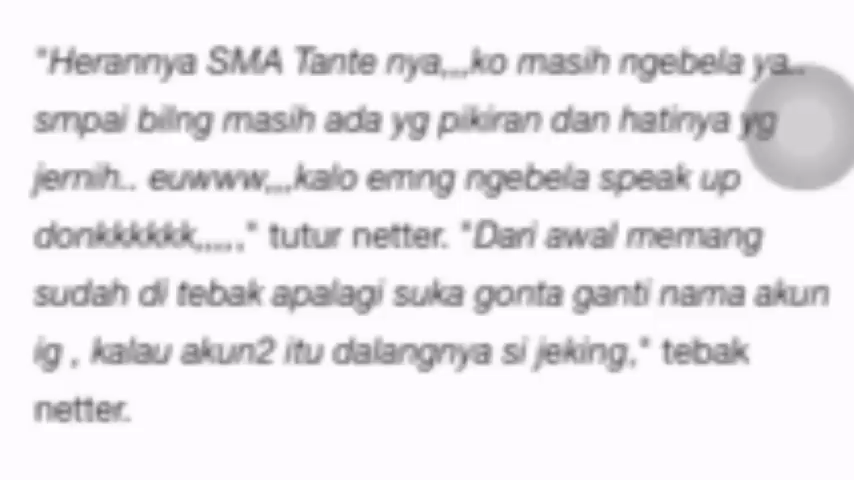 "Herannya SMA Tante nya,,,ko masih ngebela ya..
smpai bilng masih ada yg pikiran dan hatinya yg
jernih.. euwww,,,kalo emng ngebela speak up
donkkkkkk,,,,," tutur netter. "Dari awal memang
sudah di tebak apalagi suka gonta ganti nama akun
ig , kalau akun2 itu dalangnya si jeking," tebak
netter.